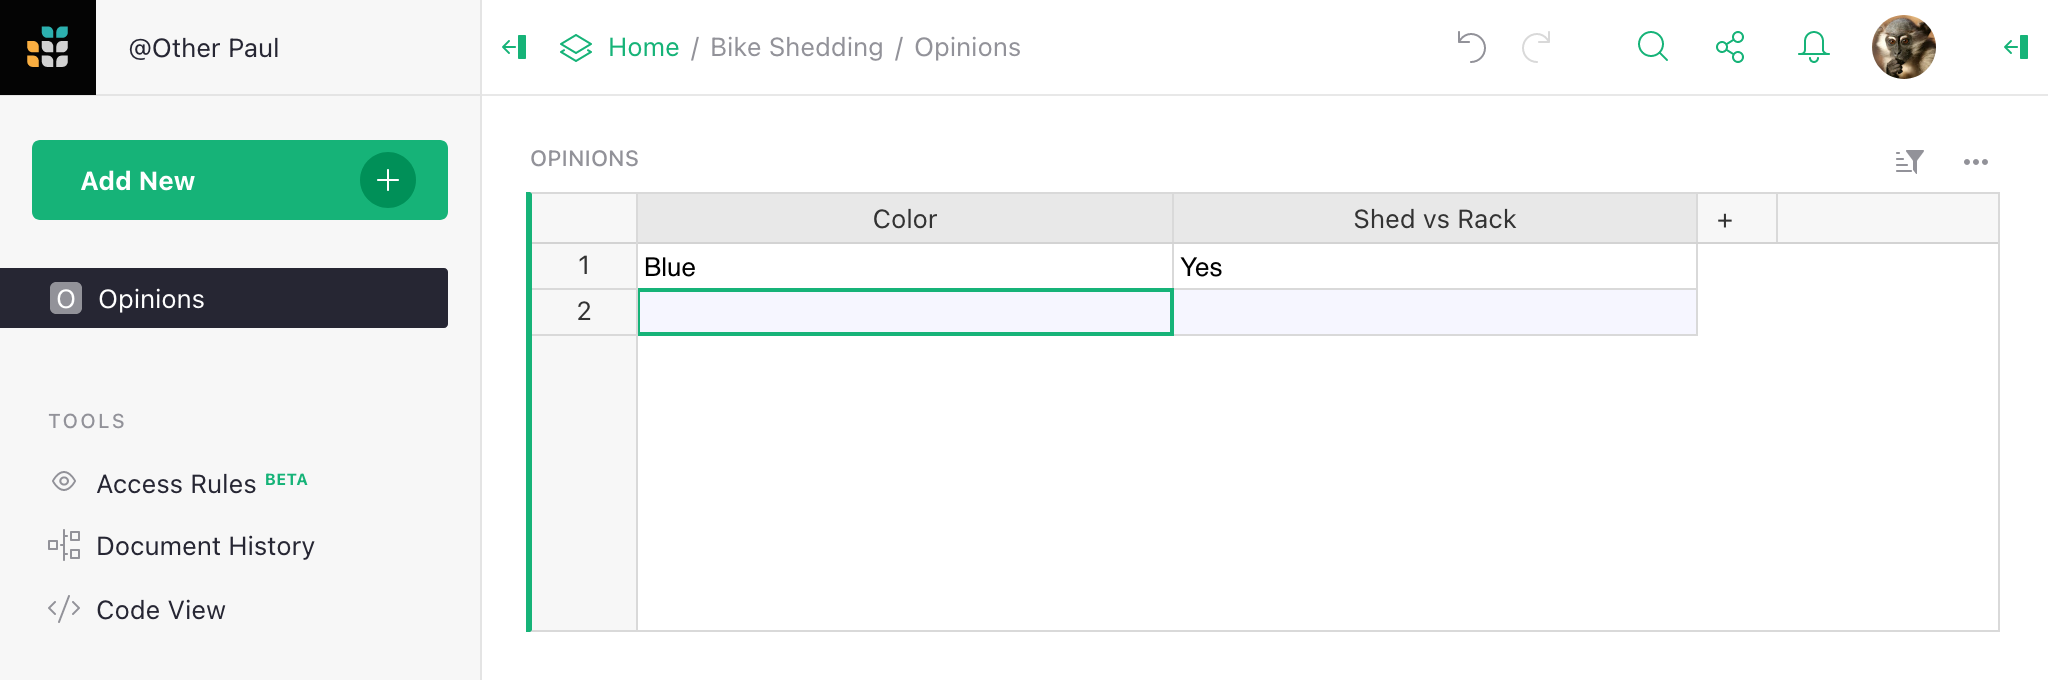 @Other Paul
Home / Bike Shedding / Opinions
Add New
O Opinions
TOOLS
Access Rules BETA
Document History
Code View
OPINIONS
Color Shed vs Rack +
1 Blue Yes
2